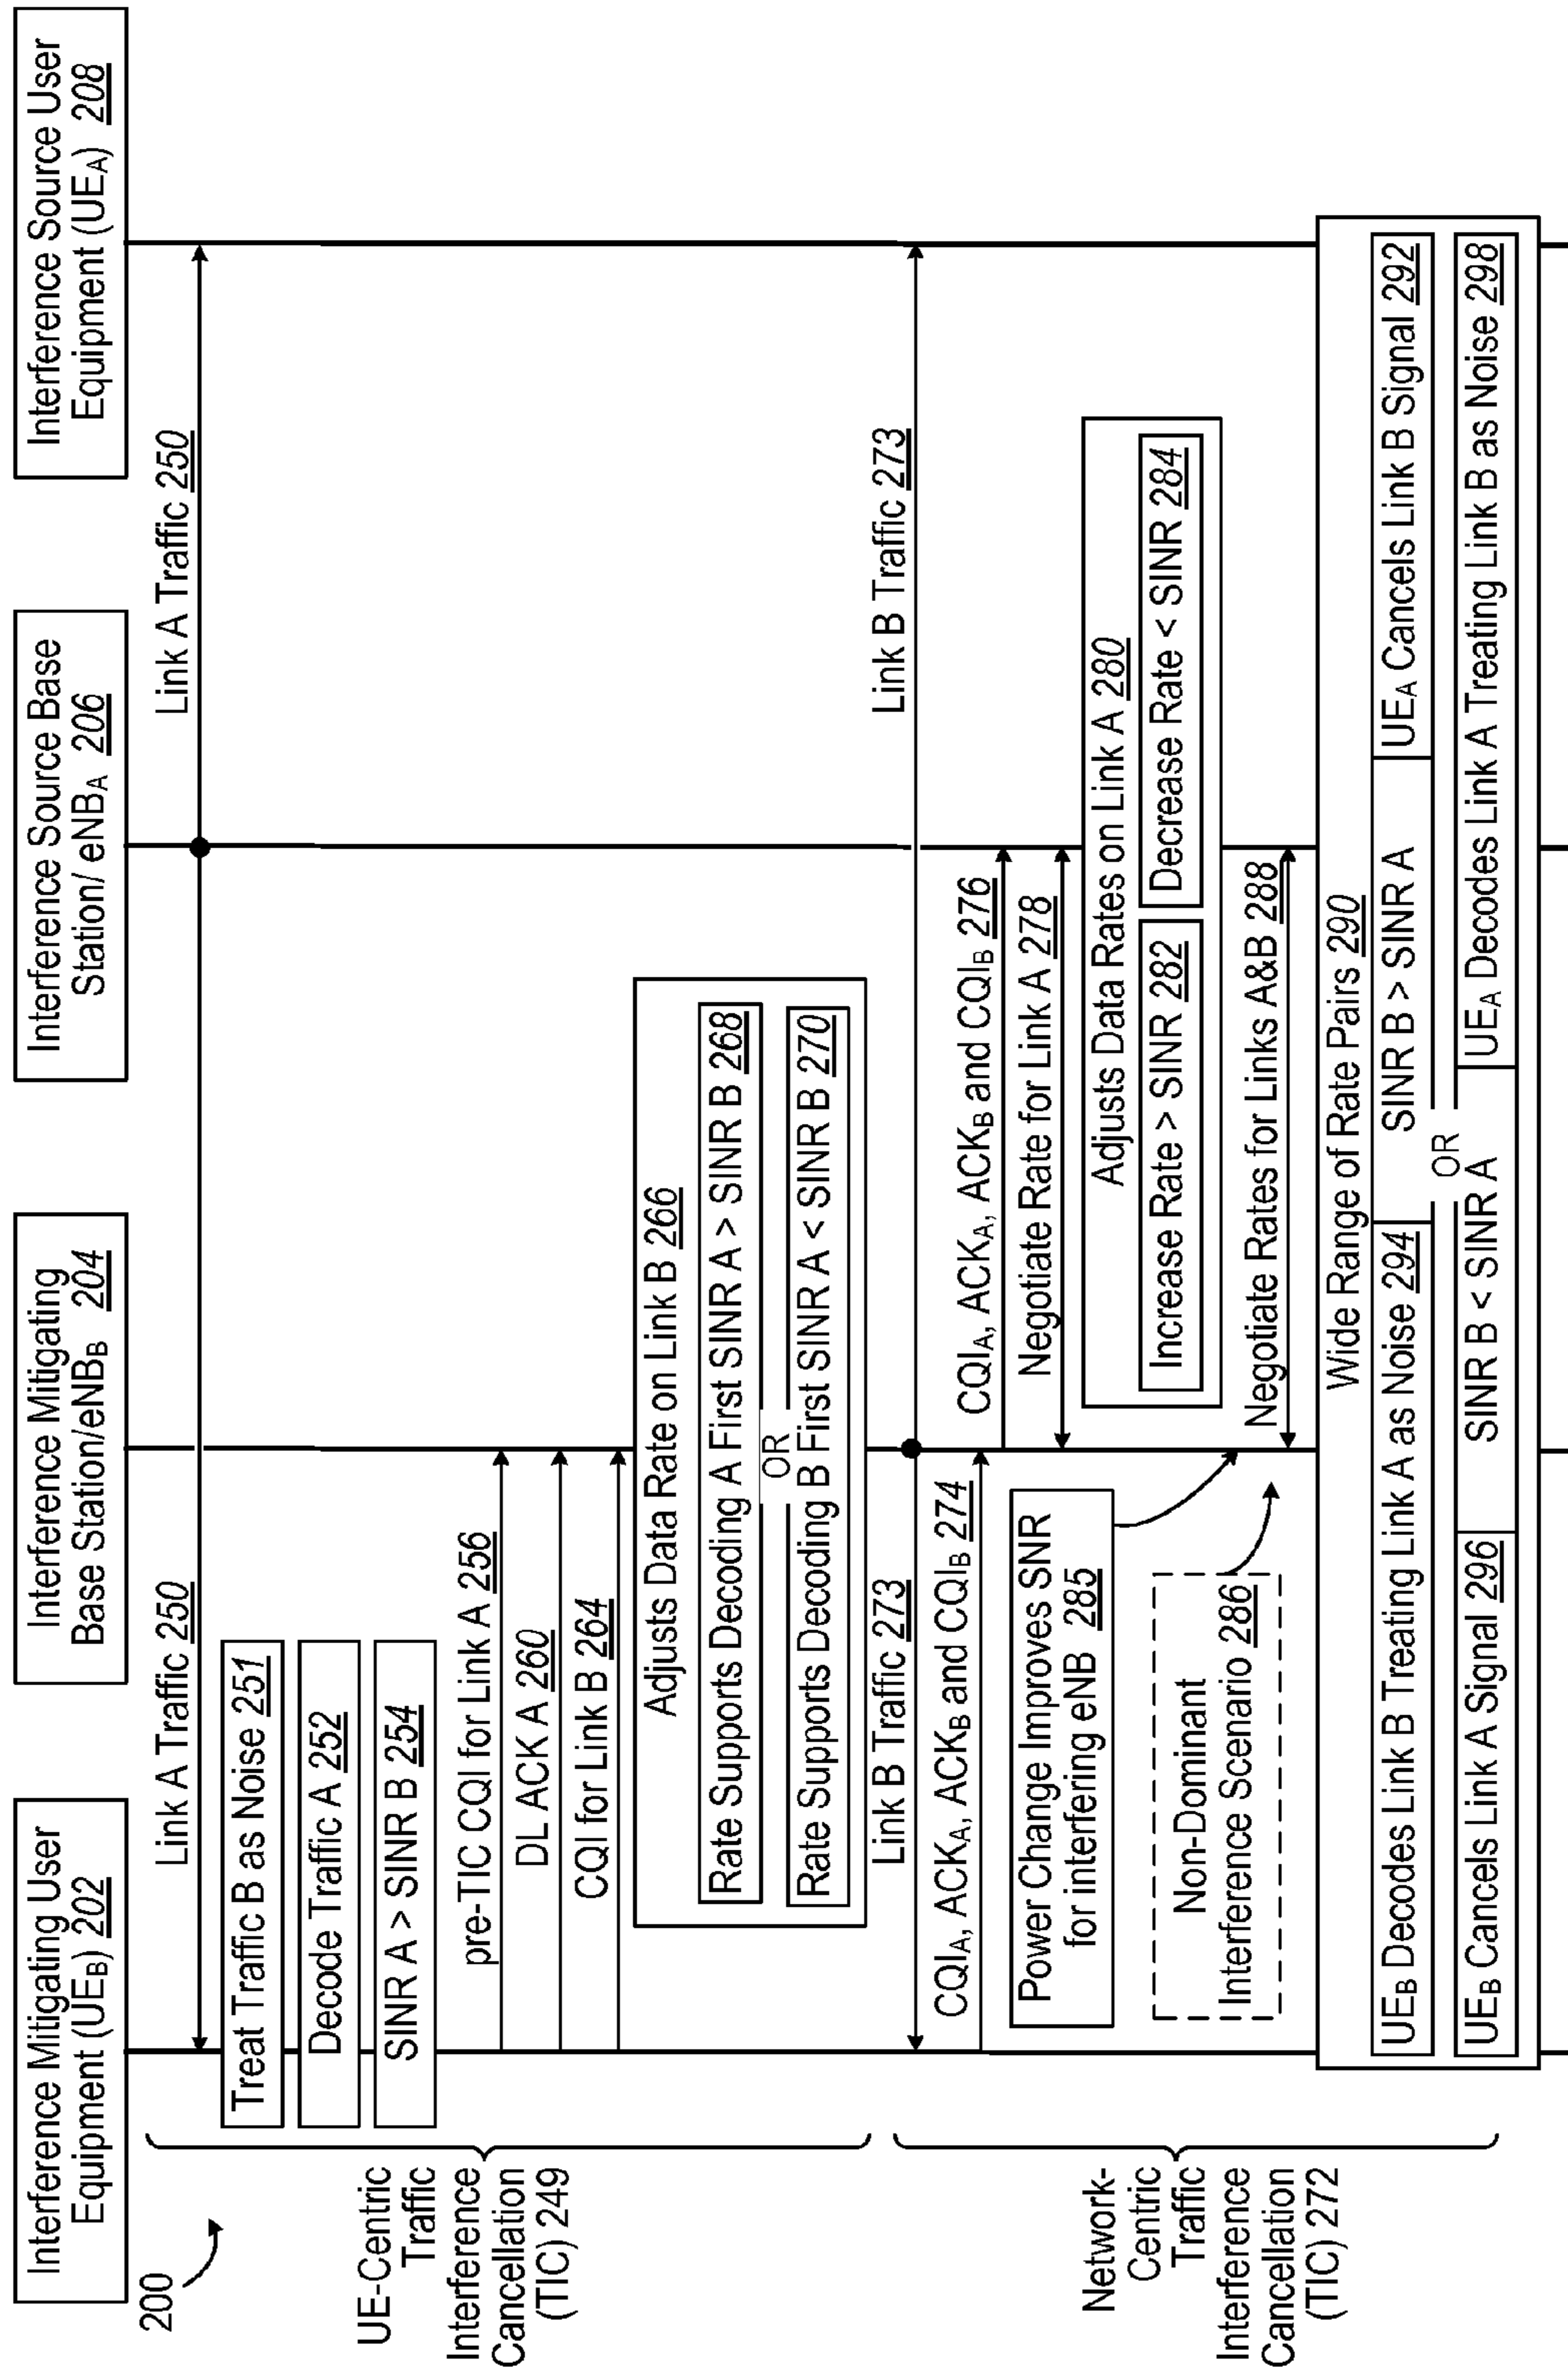 200
Interference Mitigating User
Equipment (UEB) 202
Interference Mitigating
Base Station/eNBB 204
Interference Source Base
Station/ eNBA 206
Interference Source User
Equipment (UEA) 208
UE-Centric
Traffic
Interference
Cancellation
(TIC) 249
Link A Traffic 250
Link A Traffic 250
Treat Traffic B as Noise 251
Decode Traffic A 252
SINR A > SINR B 254
pre-TIC CQI for Link A 256
DL ACK A 260
CQI for Link B 264
Adjusts Data Rate on Link B 266
Rate Supports Decoding A First SINR A > SINR B 268
OR
Rate Supports Decoding B First SINR A < SINR B 270
Network-
Centric
Traffic
Interference
Cancellation
(TIC) 272
Link B Traffic 273
Link B Traffic 273
CQIA, ACKA, ACKB and CQIB 274
CQIA, ACKA, ACKB and CQIB 276
Negotiate Rate for Link A 278
Adjusts Data Rates on Link A 280
Increase Rate > SINR 282
Decrease Rate < SINR 284
Power Change Improves SNR
for interfering eNB 285
Non-Dominant
Interference Scenario 286
Negotiate Rates for Links A&B 288
Wide Range of Rate Pairs 290
UEB Decodes Link B Treating Link A as Noise 294
SINR B > SINR A
UEA Cancels Link B Signal 292
OR
UEB Cancels Link A Signal 296
SINR B < SINR A
UEA Decodes Link A Treating Link B as Noise 298